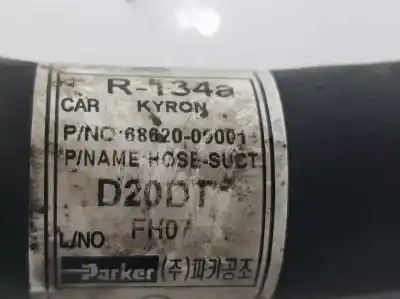 R-134a
CAR KYRON
P/NO:68620-09001
P/NAME:HOSE-SUCT
D20DT
L/NO. FH07
Parker (주)파카공조